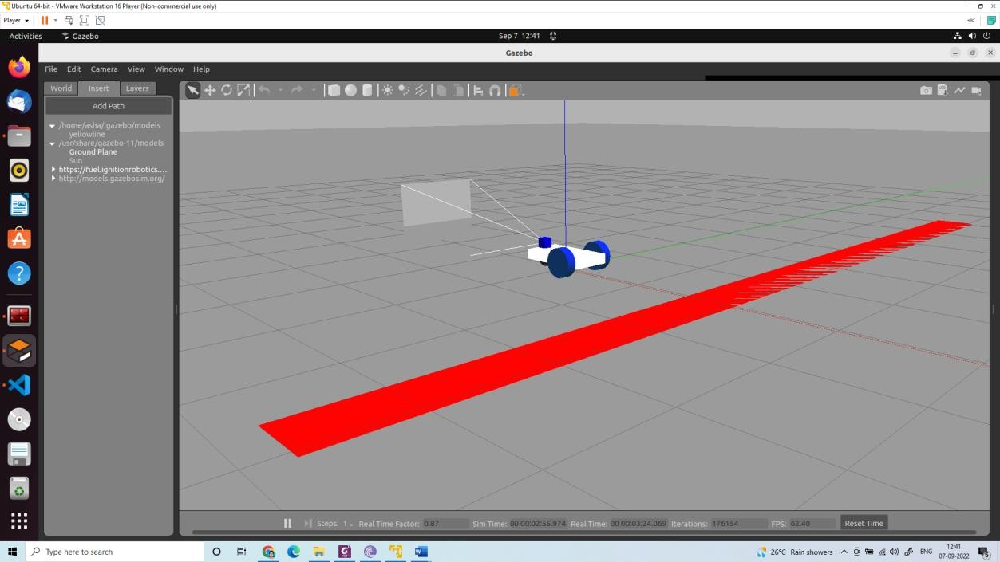 Ubuntu 64-bit - VMware Workstation 16 Player (Non-commercial use only)
Player
Activities Gazebo Sep 7 12:41
Gazebo
File Edit Camera View Window Help
World Insert Layers
Add Path
/home/asha/.gazebo/models
yellowline
/usr/share/gazebo-11/models
Ground Plane
Sun
https://fuel.ignitionrobotics....
http://models.gazebosim.org/
Steps: 1 Real Time Factor: 0.87 Sim Time: 00 00:02:55.974 Real Time: 00 00:03:24.069 Iterations: 176154 FPS: 62.40 Reset Time
Type here to search 26°C Rain showers ENG 12:41
07-09-2022 6